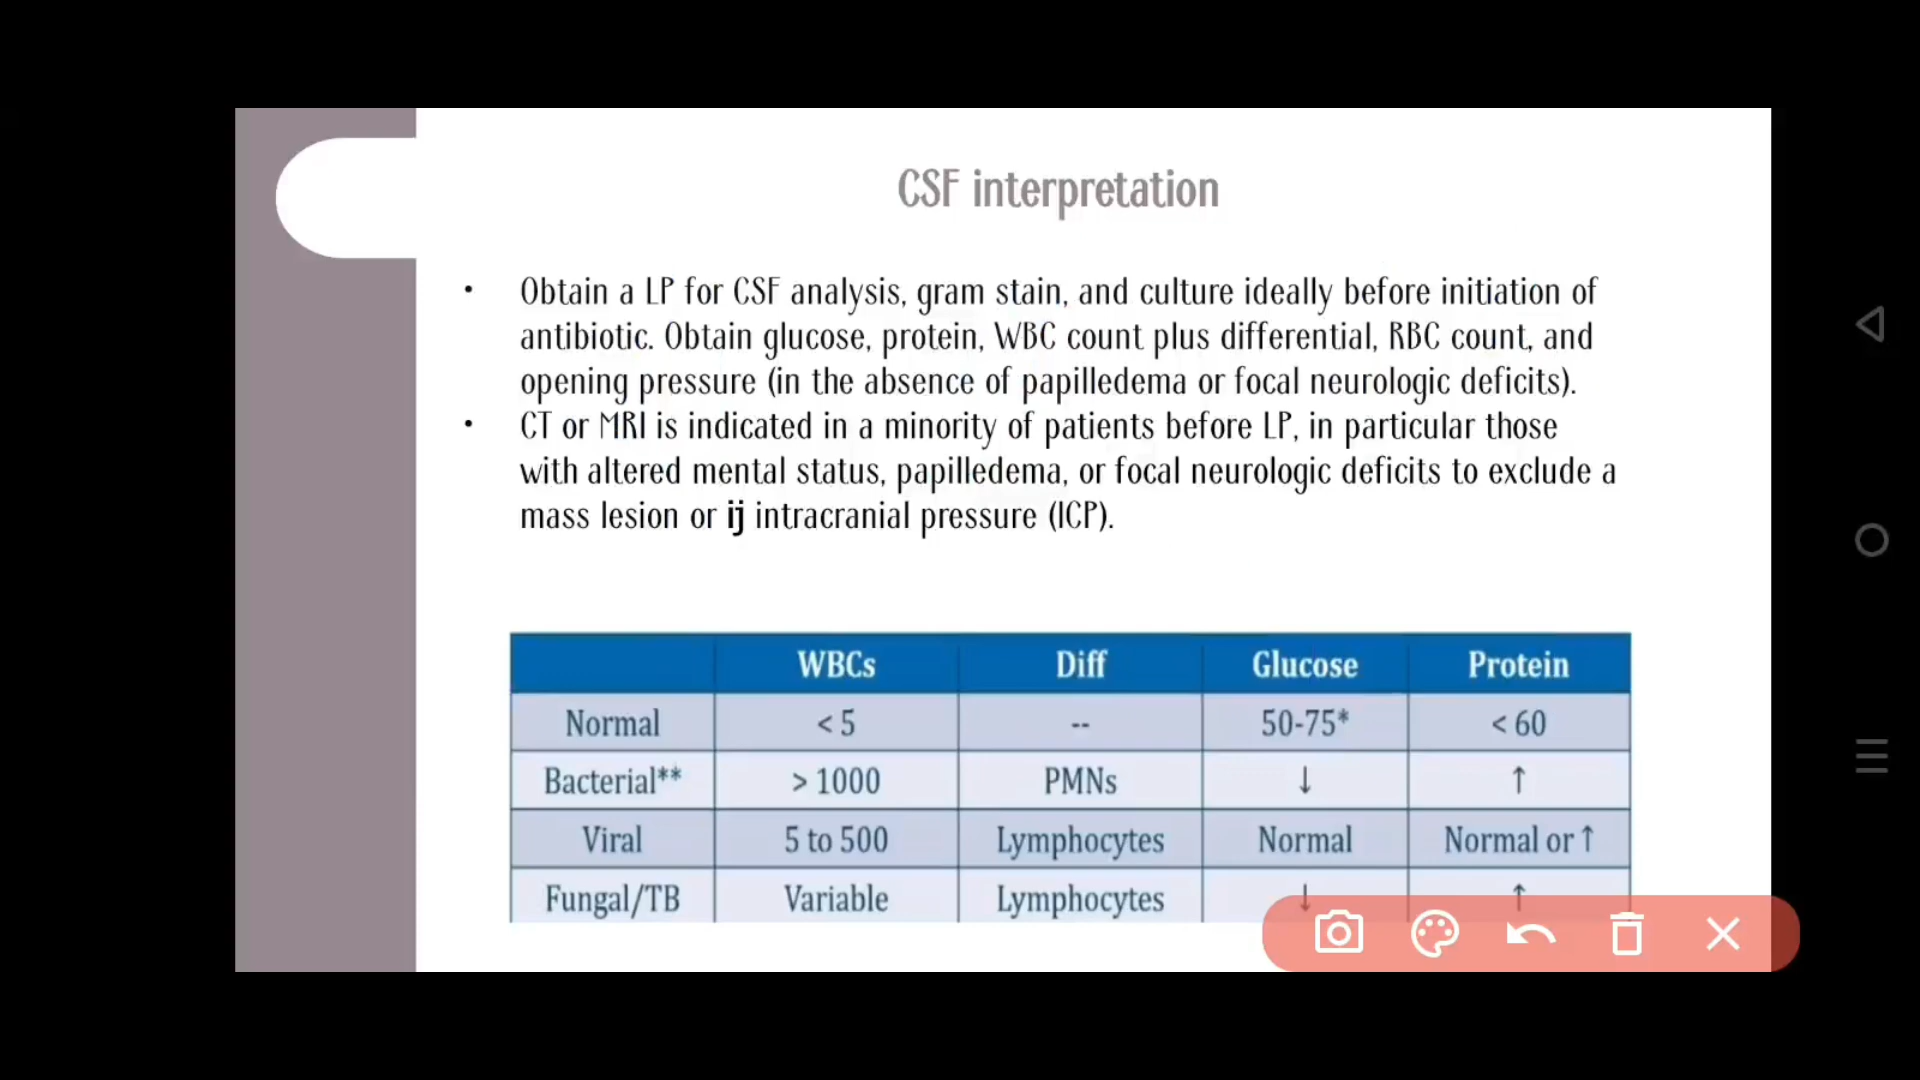 CSF interpretation
• Obtain a LP for CSF analysis, gram stain, and culture ideally before initiation of
antibiotic. Obtain glucose, protein, WBC count plus differential, RBC count, and
opening pressure (in the absence of papilledema or focal neurologic deficits).
• CT or MRI is indicated in a minority of patients before LP, in particular those
with altered mental status, papilledema, or focal neurologic deficits to exclude a
mass lesion or ij intracranial pressure (ICP).
WBCs Diff Glucose Protein
Normal < 5 -- 50-75* < 60
Bacterial** > 1000 PMNs ↓ ↑
Viral 5 to 500 Lymphocytes Normal Normal or ↑
Fungal/TB Variable Lymphocytes ↓ ↑